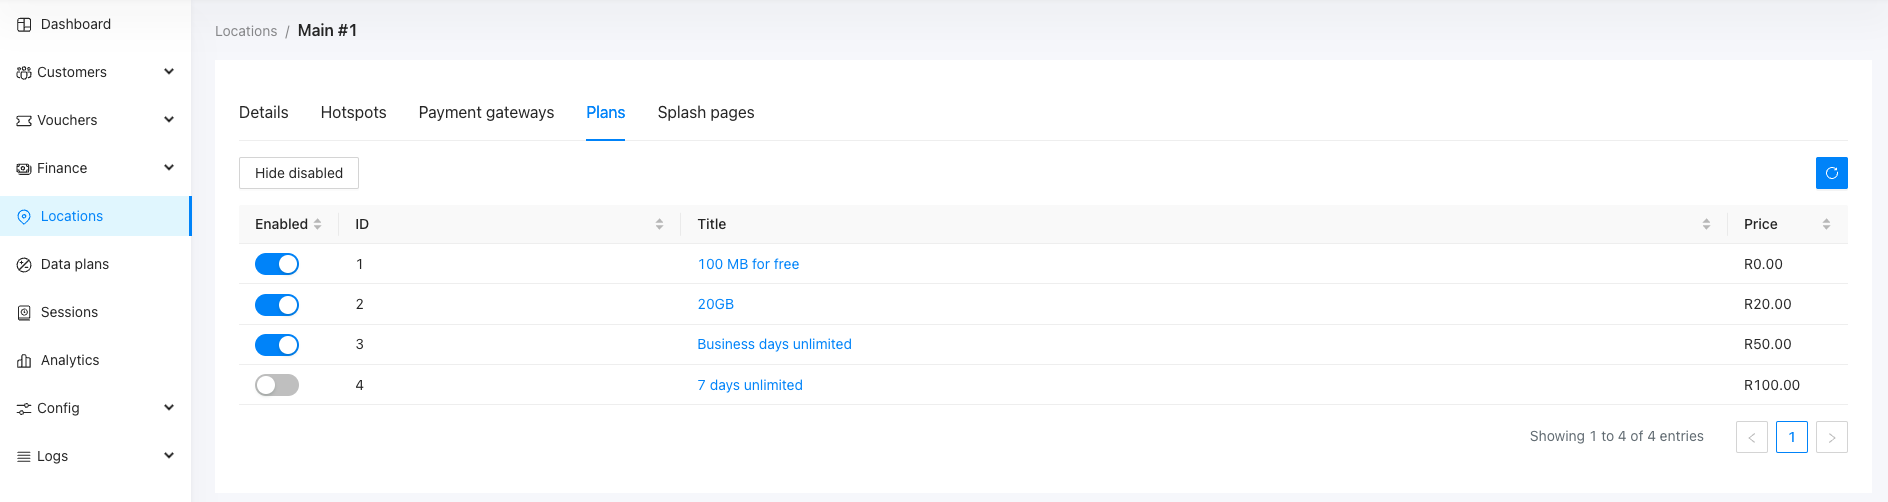 Dashboard
Customers
Vouchers
Finance
Locations
Data plans
Sessions
Analytics
Config
Logs
Locations / Main #1
Details Hotspots Payment gateways Plans Splash pages
Hide disabled
Enabled ID Title Price
1 100 MB for free R0.00
2 20GB R20.00
3 Business days unlimited R50.00
4 7 days unlimited R100.00
Showing 1 to 4 of 4 entries < 1 >